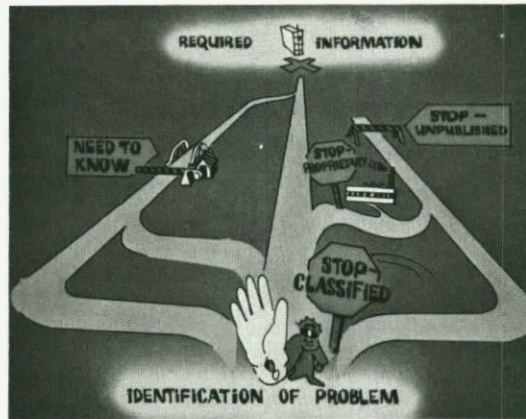 REQUIRED INFORMATION
STOP -
UNPUBLISHED
NEED TO
KNOW
STOP -
STOP -
CLASSIFIED
IDENTIFICATION OF PROBLEM